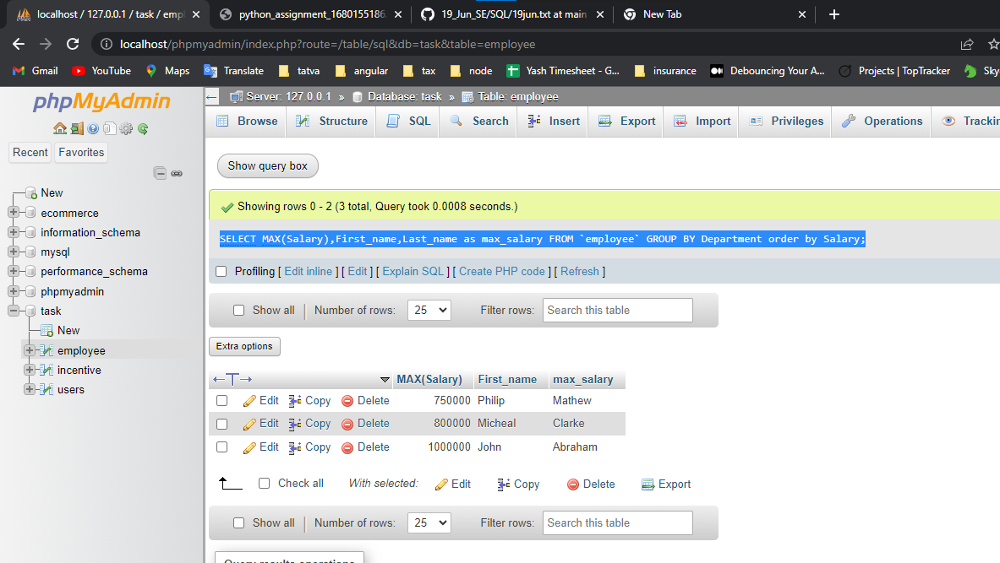 localhost / 127.0.0.1 / task / empl
python_assignment_1680155186.
19_Jun_SE/SQL/19jun.txt at main
New Tab
localhost/phpmyadmin/index.php?route=/table/sql&db=task&table=employee
Gmail YouTube Maps Translate tatva angular tax node Yash Timesheet - G... insurance Debouncing Your A... Projects | TopTracker Sky
phpMyAdmin
Recent Favorites
New
ecommerce
information_schema
mysql
performance_schema
phpmyadmin
task
New
employee
incentive
users
Server: 127.0.0.1 » Database: task » Table: employee
Browse Structure SQL Search Insert Export Import Privileges Operations Trackin
Show query box
Showing rows 0 - 2 (3 total, Query took 0.0008 seconds.)
SELECT MAX(Salary),First_name,Last_name as max_salary FROM `employee` GROUP BY Department order by Salary;
Profiling [ Edit inline ] [ Edit ] [ Explain SQL ] [ Create PHP code ] [ Refresh ]
Show all | Number of rows: 25 Filter rows: Search this table
Extra options
←T→ MAX(Salary) First_name max_salary
Edit Copy Delete 750000 Philip Mathew
Edit Copy Delete 800000 Micheal Clarke
Edit Copy Delete 1000000 John Abraham
Check all With selected: Edit Copy Delete Export
Show all | Number of rows: 25 Filter rows: Search this table
Query results operations